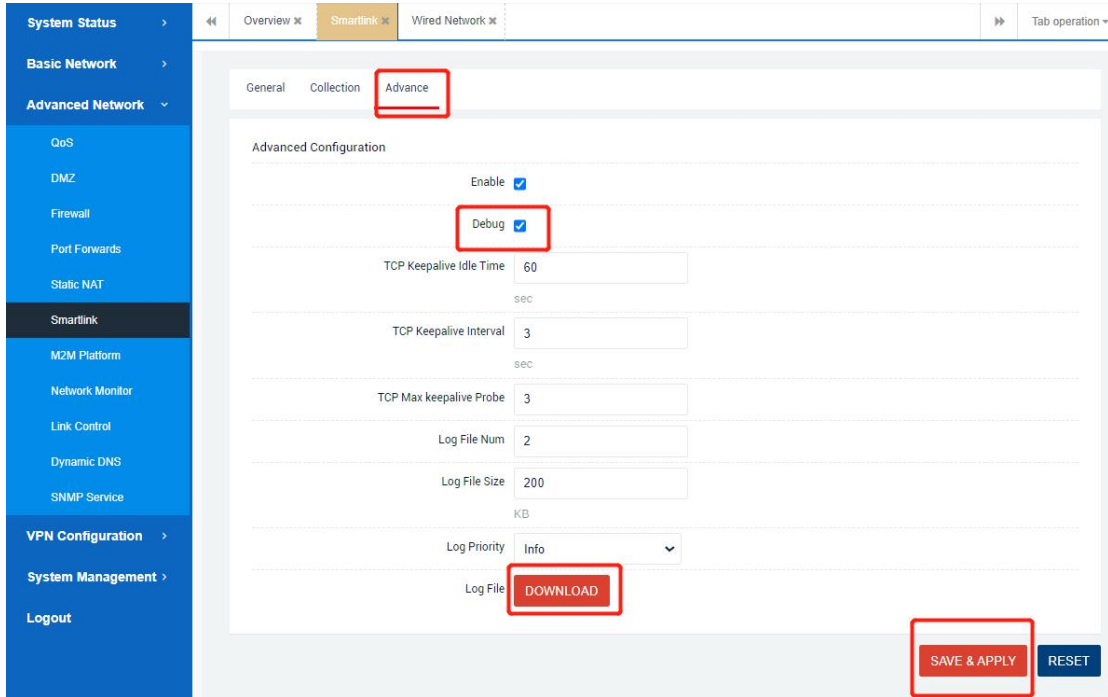 System Status
Basic Network
Advanced Network
QoS
DMZ
Firewall
Port Forwards
Static NAT
Smartlink
M2M Platform
Network Monitor
Link Control
Dynamic DNS
SNMP Service
VPN Configuration
System Management
Logout
Overview Smartlink Wired Network Tab operation
General Collection Advance
Advanced Configuration
Enable
Debug
TCP Keepalive Idle Time 60
sec
TCP Keepalive Interval 3
sec
TCP Max keepalive Probe 3
Log File Num 2
Log File Size 200
KB
Log Priority Info
Log File DOWNLOAD
SAVE & APPLY RESET